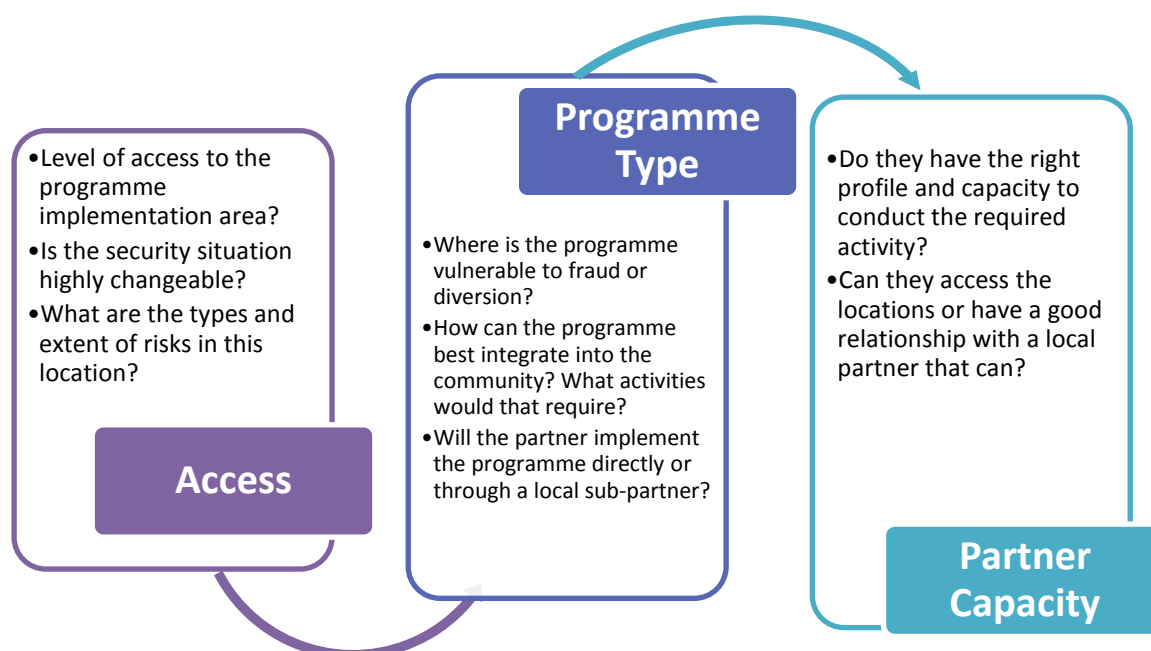 •Level of access to the
programme
implementation area?
•Is the security situation
highly changeable?
•What are the types and
extent of risks in this
location?
Access
Programme
Type
•Where is the programme
vulnerable to fraud or
diversion?
•How can the programme
best integrate into the
community? What activities
would that require?
•Will the partner implement
the programme directly or
through a local sub-partner?
•Do they have the right
profile and capacity to
conduct the required
activity?
•Can they access the
locations or have a good
relationship with a local
partner that can?
Partner
Capacity